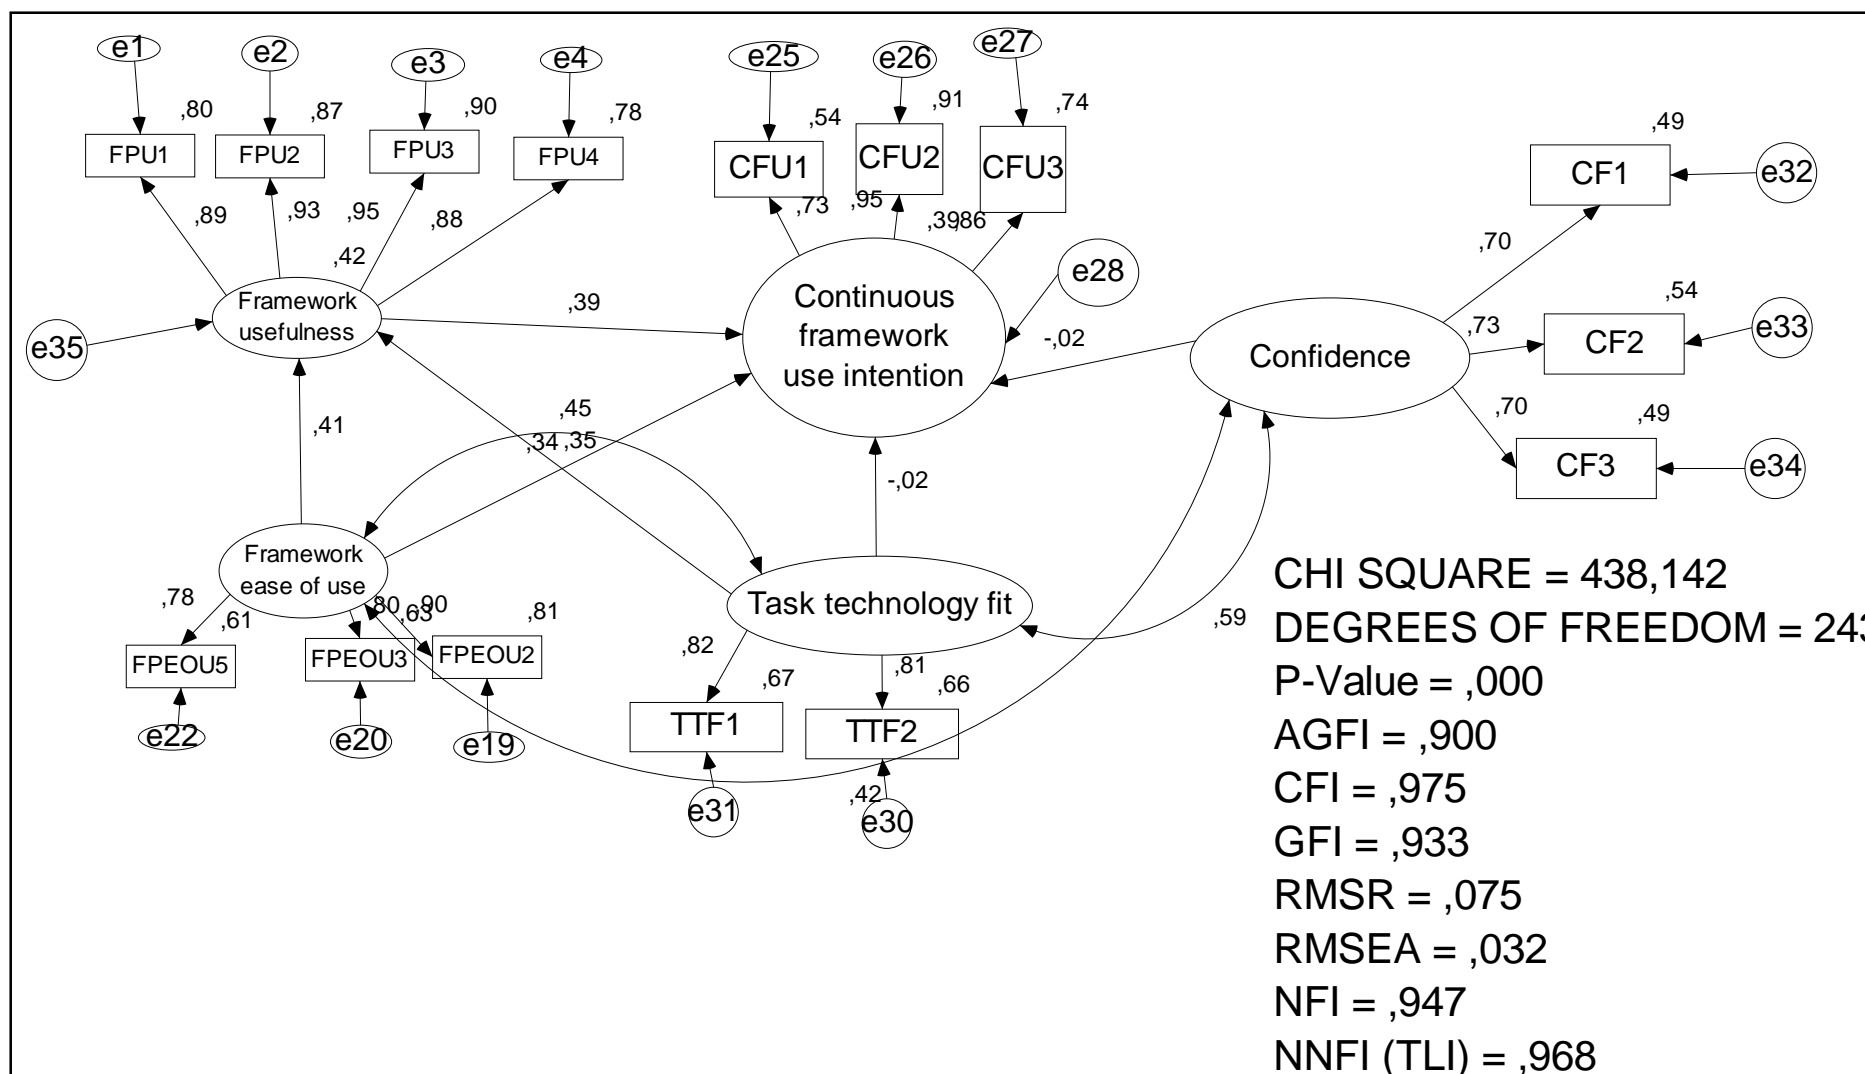 e1
e2
e3
e4
e25
e26
e27
,80
,87
,90
,78
,54
,91
,74
FPU1
FPU2
FPU3
FPU4
CFU1
CFU2
CFU3
,49
CF1
e32
,89
,93
,95
,88
,73
,95
,39
,86
,70
,42
e28
Framework
usefulness
,39
Continuous
framework
use intention
-,02
Confidence
,54
,73
CF2
e33
e35
,41
,45
,34
,35
-,02
,70
,49
CF3
e34
Framework
ease of use
Task technology fit
,78
,61
,80
,63
,90
,81
,82
,81
,59
FPEOU5
FPEOU3
FPEOU2
,67
,66
TTF1
TTF2
e22
e20
e19
e31
,42
e30
CHI SQUARE = 438,142
DEGREES OF FREEDOM = 243
P-Value = ,000
AGFI = ,900
CFI = ,975
GFI = ,933
RMSR = ,075
RMSEA = ,032
NFI = ,947
NNFI (TLI) = ,968